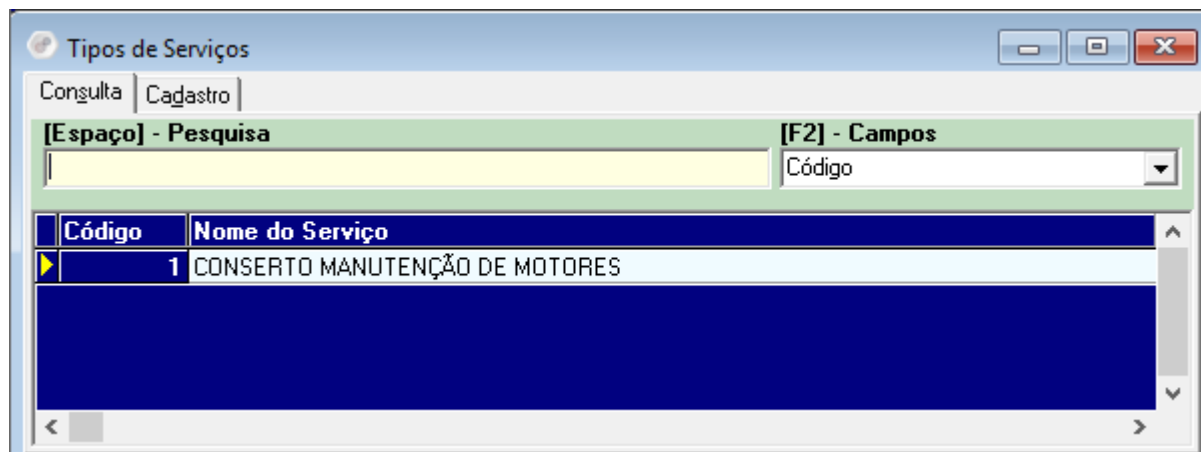 Tipos de Serviços
Consulta Cadastro
[Espaço] - Pesquisa [F2] - Campos
Código
Código Nome do Serviço
1 CONSERTO MANUTENÇÃO DE MOTORES